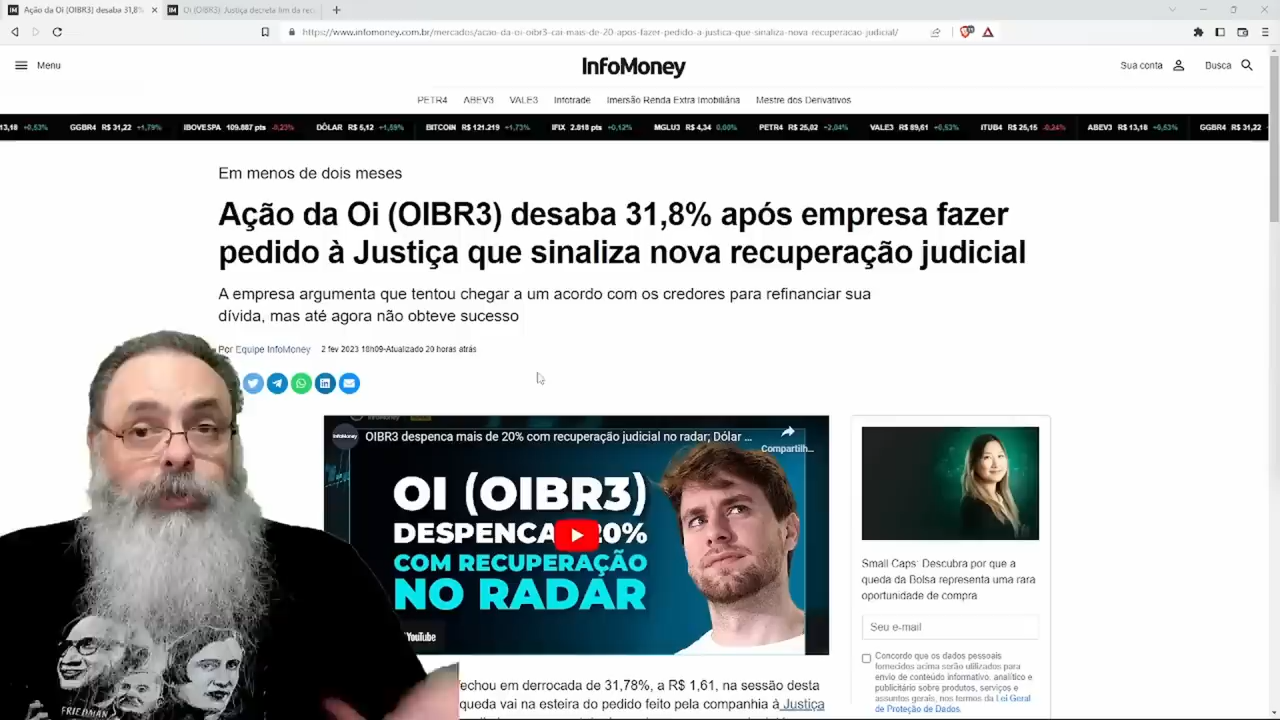 Ação da Oi (OIBR3) desaba 31,8%
Oi (OIBR3): Justiça decreta fim da rec
https://www.infomoney.com.br/mercados/acao-da-oi-oibr3-cai-mais-de-20-apos-fazer-pedido-a-justica-que-sinaliza-nova-recuperacao-judicial/
Menu
InfoMoney
Sua conta
Busca
PETR4 ABEV3 VALE3 Infotrade Imersão Renda Extra Imobiliária Mestre dos Derivativos
13,18 +0,53% GGBR4 R$ 31,22 +1,79% IBOVESPA 109.887 pts -0,23% DÓLAR R$ 5,12 +1,59% BITCOIN R$ 121.219 +1,73% IFIX 2.818 pts +0,12% MGLU3 R$ 4,34 0,00% PETR4 R$ 25,02 -2,04% VALE3 R$ 89,61 +0,53% ITUB4 R$ 25,15 -0,24% ABEV3 R$ 13,18 +0,53% GGBR4 R$ 31,22
Em menos de dois meses
Ação da Oi (OIBR3) desaba 31,8% após empresa fazer
pedido à Justiça que sinaliza nova recuperação judicial
A empresa argumenta que tentou chegar a um acordo com os credores para refinanciar sua
dívida, mas até agora não obteve sucesso
Por Equipe InfoMoney 2 fev 2023 18h09-Atualizado 20 horas atrás
InfoMoney
OIBR3 despenca mais de 20% com recuperação judicial no radar; Dólar ...
Compartilh...
OI (OIBR3)
DESPENCA 20%
COM RECUPERAÇÃO
NO RADAR
YouTube
Small Caps: Descubra por que a
queda da Bolsa representa uma rara
oportunidade de compra
Seu e-mail
Concordo que os dados pessoais
fornecidos acima serão utilizados para
envio de conteúdo informativo, analítico e
publicitário sobre produtos, serviços e
assuntos gerais, nos termos da Lei Geral
de Proteção de Dados.
fechou em derrocada de 31,78%, a R$ 1,61, na sessão desta
queda vai na esteira do pedido feito pela companhia à Justiça
FRIEDMAN